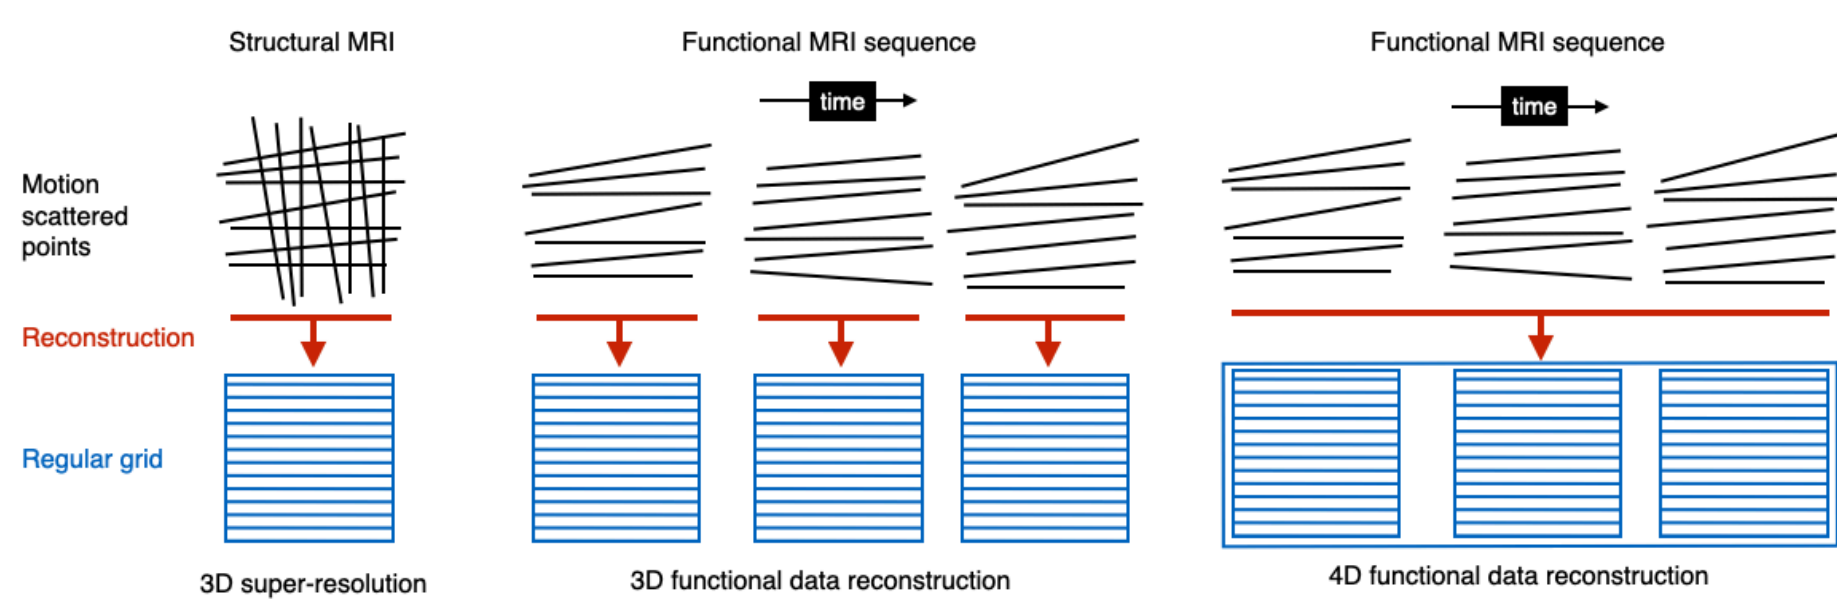 Structural MRI
Functional MRI sequence
Functional MRI sequence
time
time
Motion
scattered
points
Reconstruction
Regular grid
3D super-resolution
3D functional data reconstruction
4D functional data reconstruction